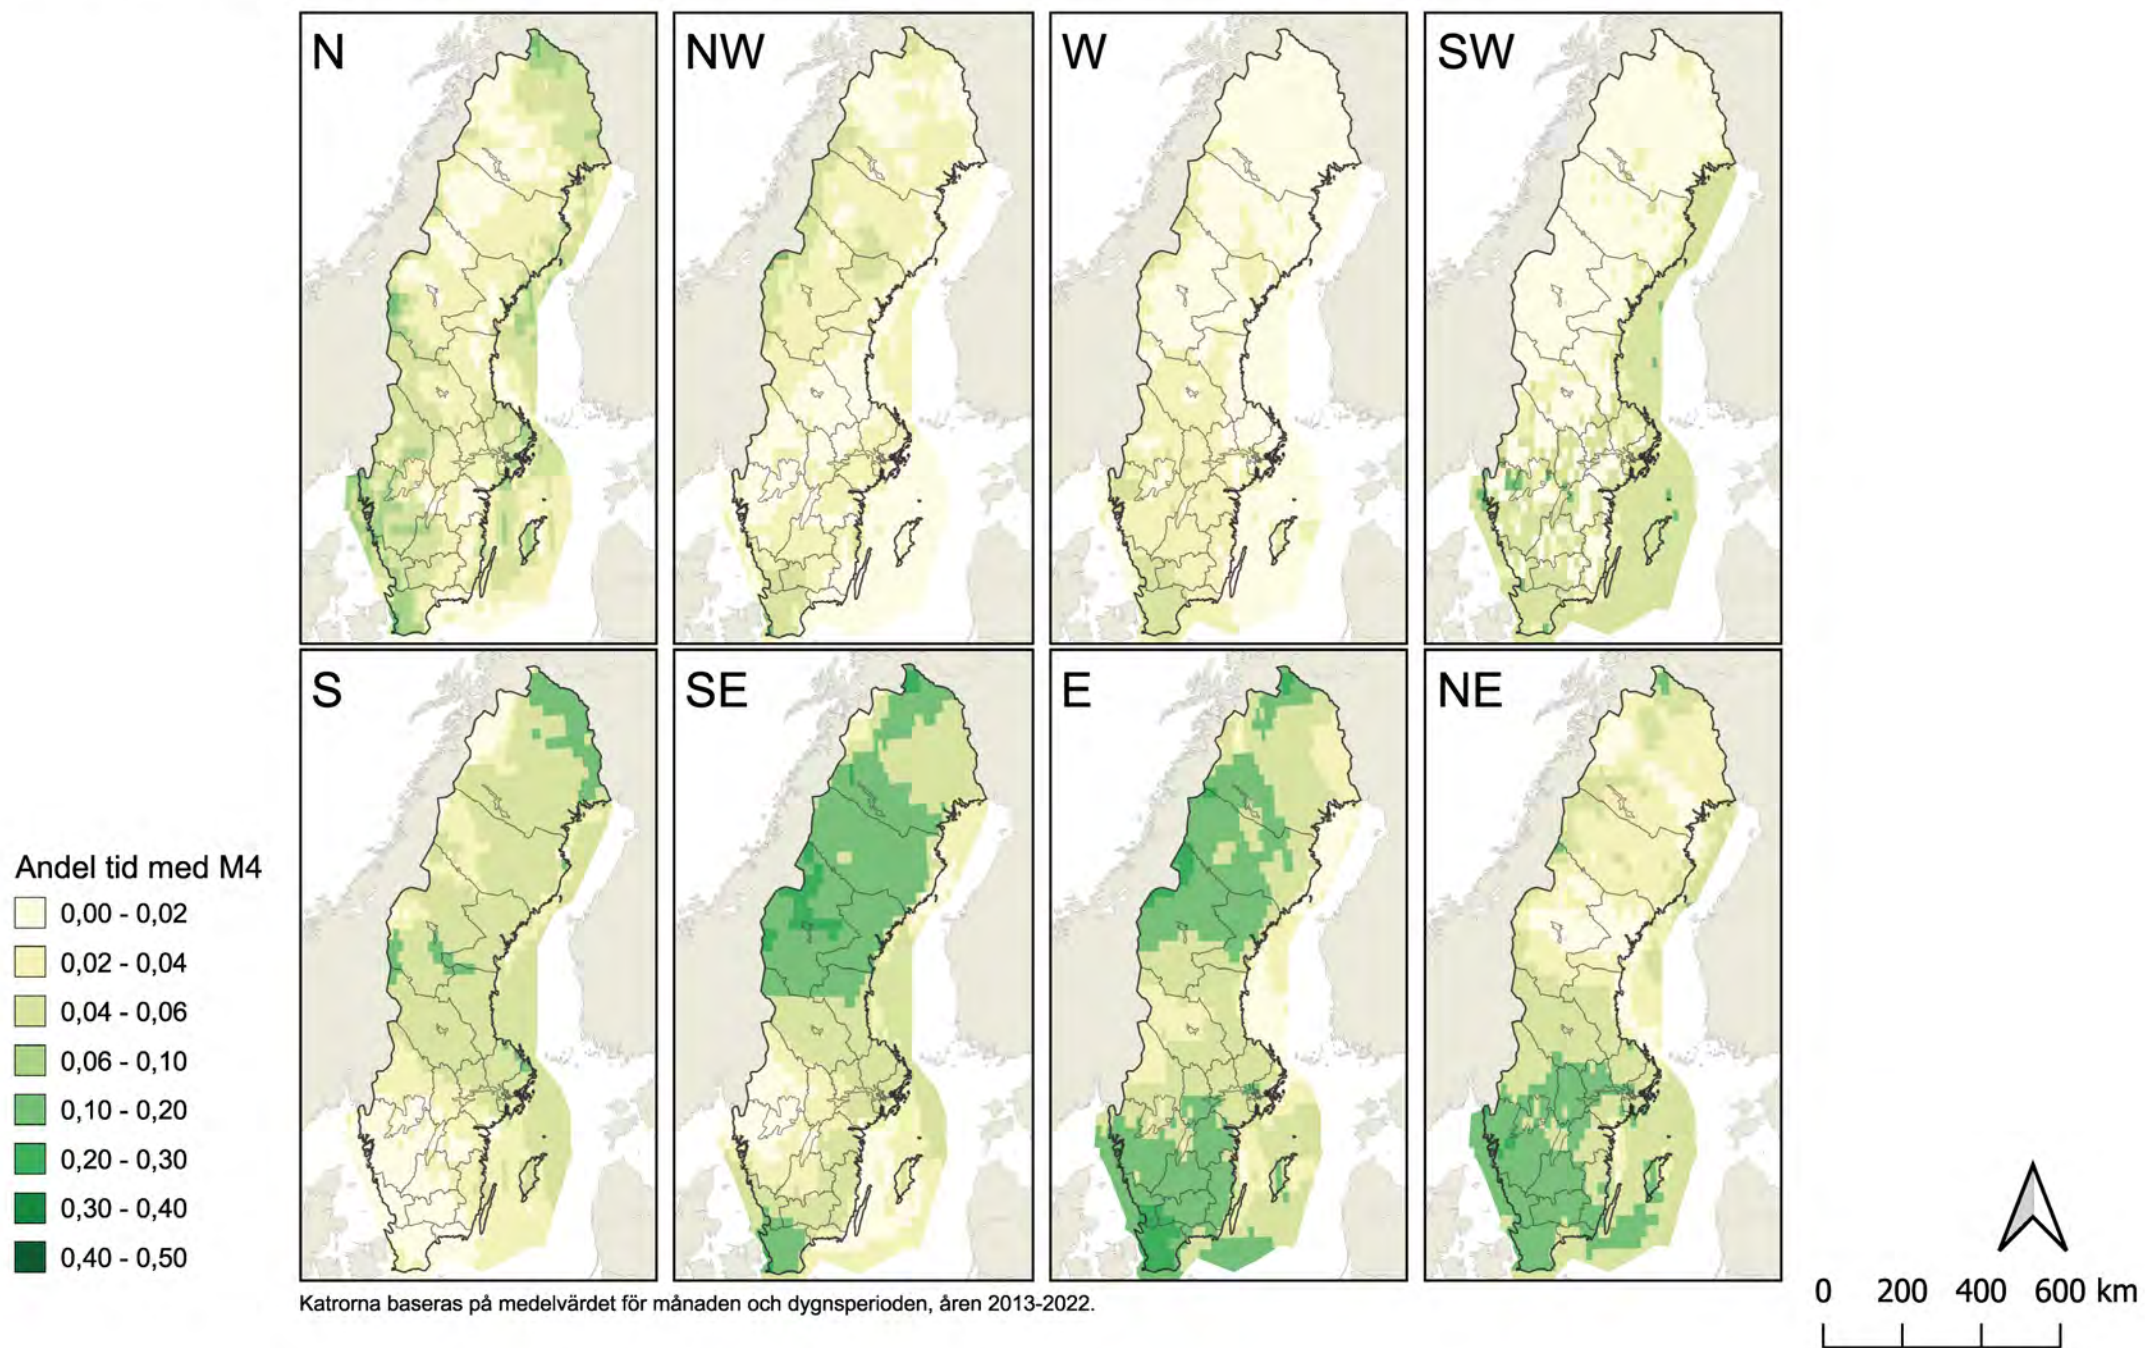 N
NW
W
SW
S
SE
E
NE
Andel tid med M4
0,00 - 0,02
0,02 - 0,04
0,04 - 0,06
0,06 - 0,10
0,10 - 0,20
0,20 - 0,30
0,30 - 0,40
0,40 - 0,50
Katrorna baseras på medelvärdet för månaden och dygnsperioden, åren 2013-2022.
0 200 400 600 km